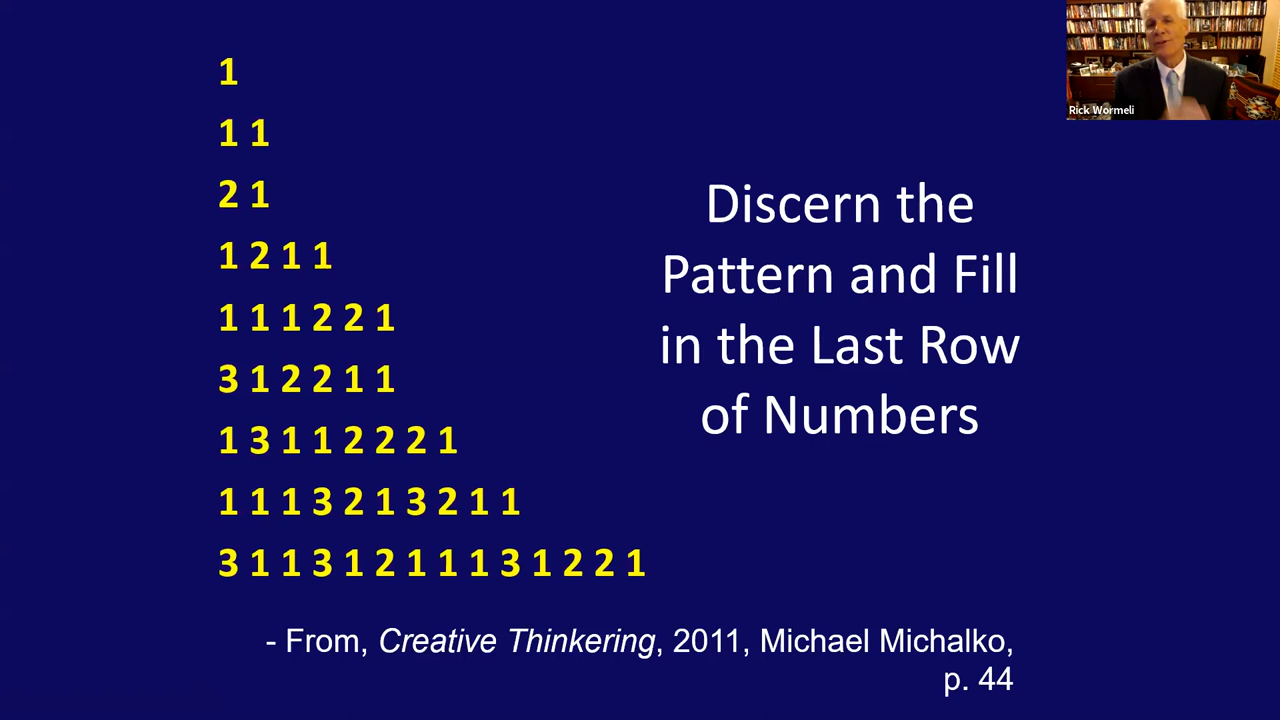 1
1 1
2 1
1 2 1 1
1 1 1 2 2 1
3 1 2 2 1 1
1 3 1 1 2 2 2 1
1 1 1 3 2 1 3 2 1 1
3 1 1 3 1 2 1 1 1 3 1 2 2 1
Discern the
Pattern and Fill
in the Last Row
of Numbers
- From, Creative Thinkering, 2011, Michael Michalko,
p. 44
Rick Wormeli